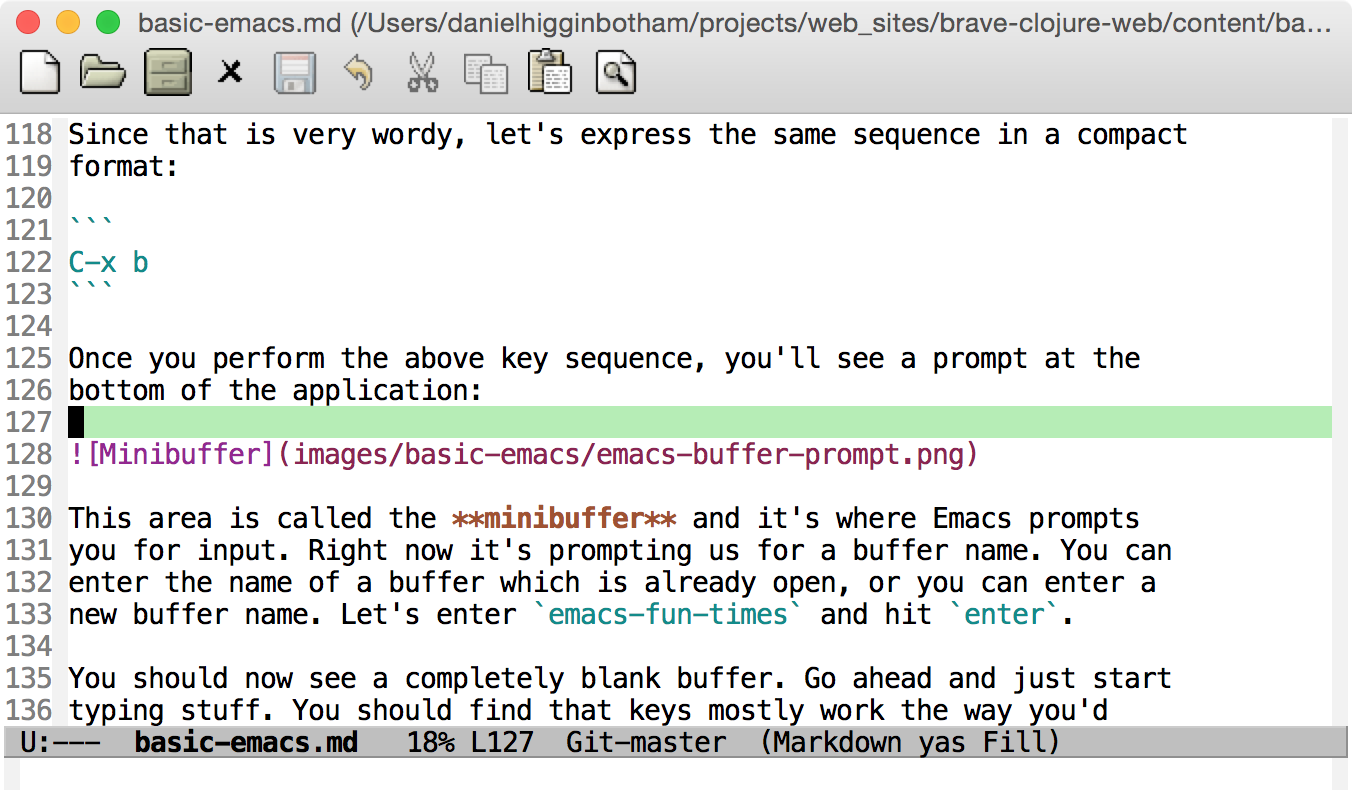 basic-emacs.md (/Users/danielhigginbotham/projects/web_sites/brave-clojure-web/content/ba...
118 Since that is very wordy, let's express the same sequence in a compact
119 format:
120
121 ```
122 C-x b
123 ```
124
125 Once you perform the above key sequence, you'll see a prompt at the
126 bottom of the application:
127
128 ![Minibuffer](images/basic-emacs/emacs-buffer-prompt.png)
129
130 This area is called the **minibuffer** and it's where Emacs prompts
131 you for input. Right now it's prompting us for a buffer name. You can
132 enter the name of a buffer which is already open, or you can enter a
133 new buffer name. Let's enter `emacs-fun-times` and hit `enter`.
134
135 You should now see a completely blank buffer. Go ahead and just start
136 typing stuff. You should find that keys mostly work the way you'd
U:--- basic-emacs.md 18% L127 Git-master (Markdown yas Fill)